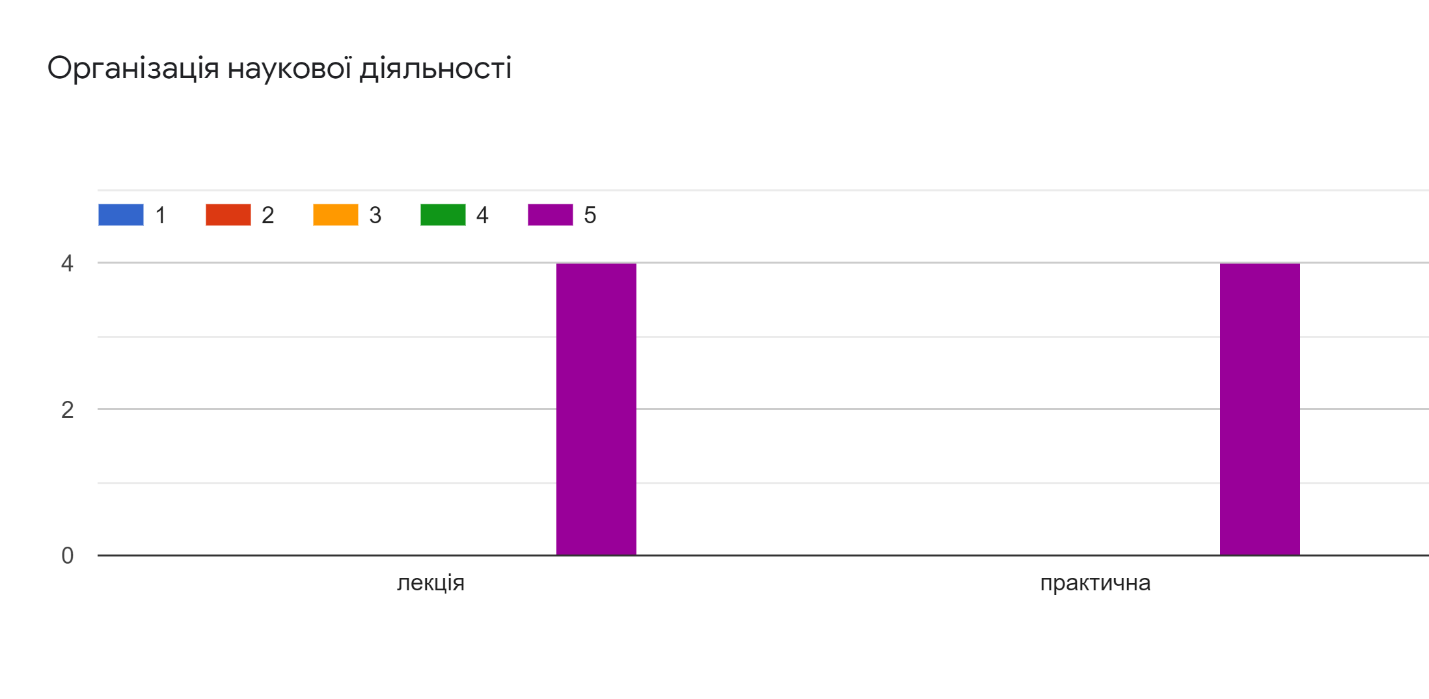 Організація наукової діяльності
1 2 3 4 5
4
2
0
лекція практична